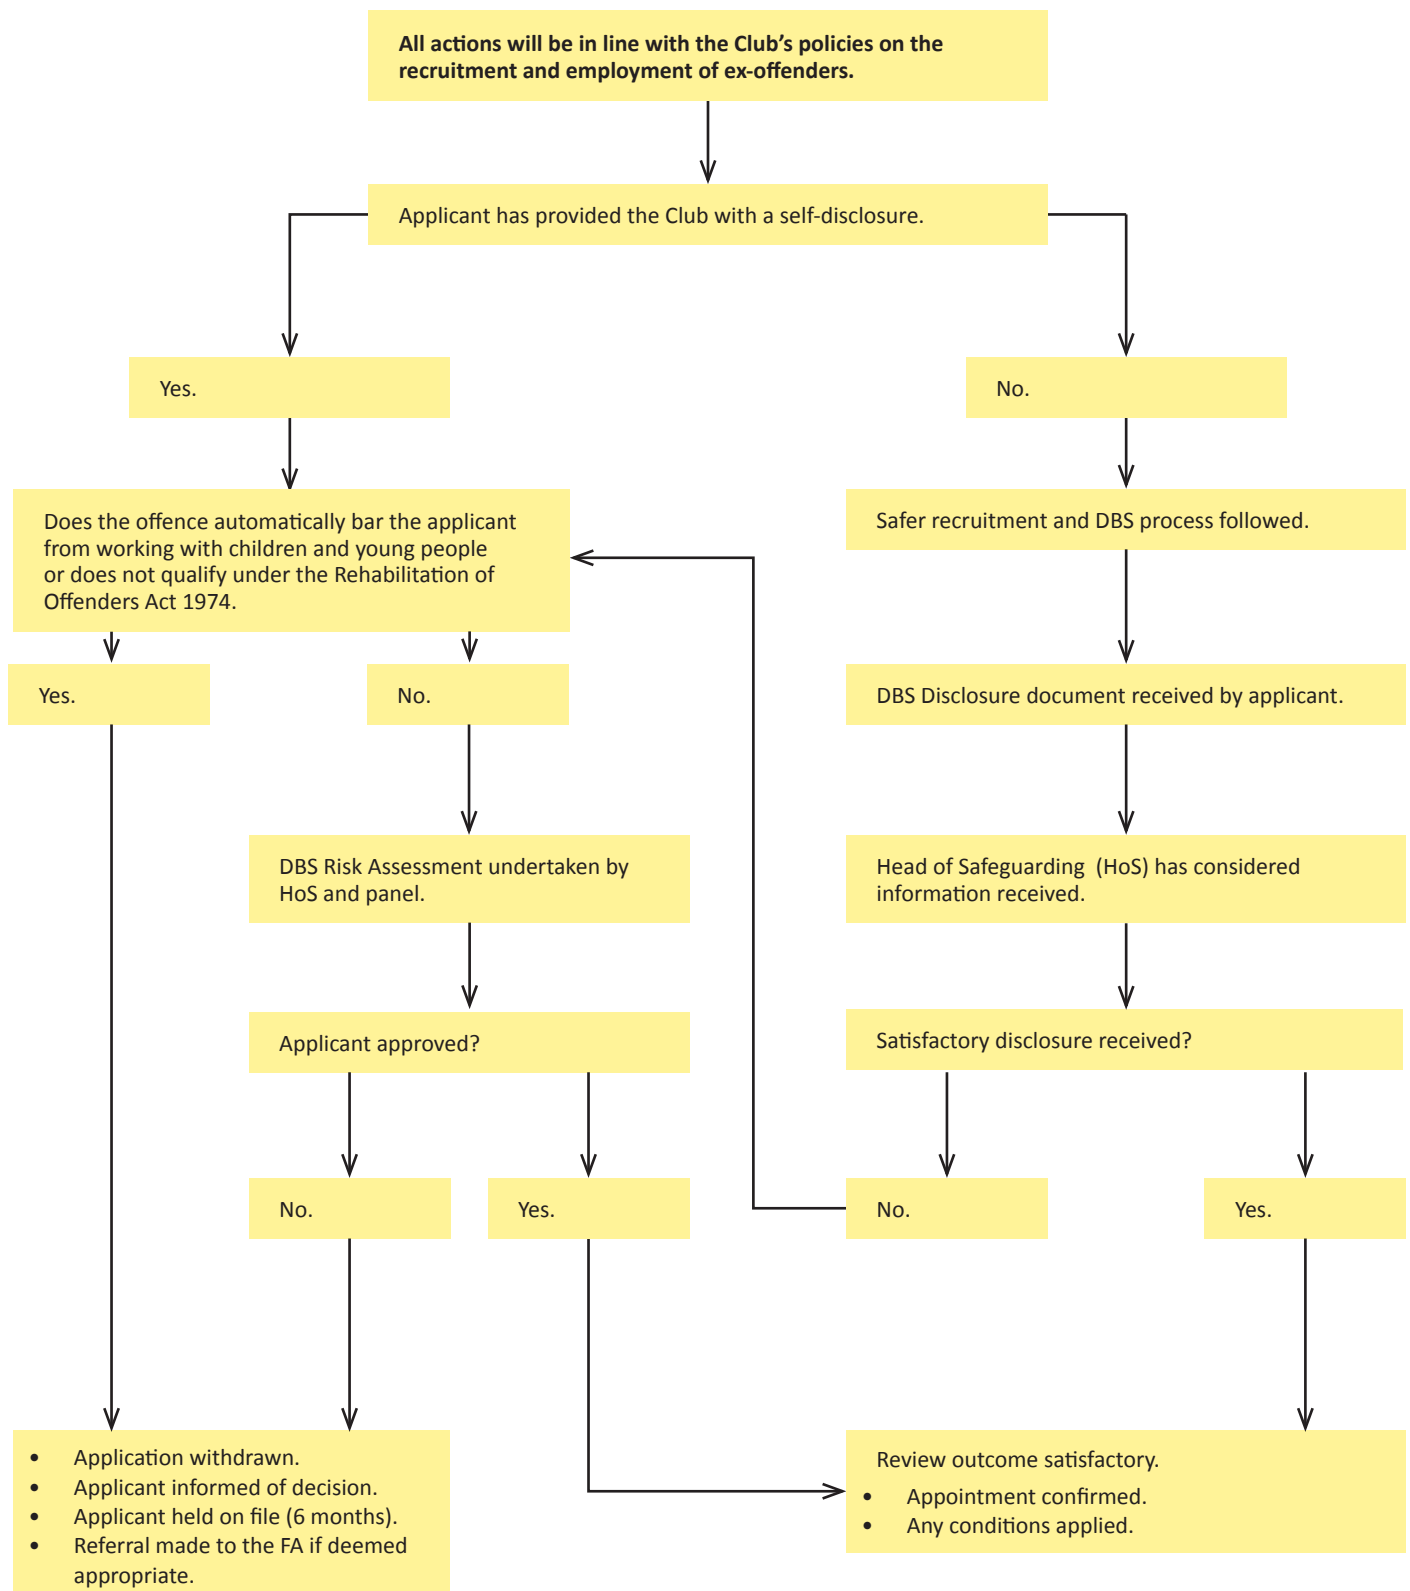 All actions will be in line with the Club's policies on the
recruitment and employment of ex-offenders.
Applicant has provided the Club with a self-disclosure.
Yes.
No.
Does the offence automatically bar the applicant
from working with children and young people
or does not qualify under the Rehabilitation of
Offenders Act 1974.
Safer recruitment and DBS process followed.
Yes.
No.
DBS Disclosure document received by applicant.
DBS Risk Assessment undertaken by
HoS and panel.
Head of Safeguarding  (HoS) has considered
information received.
Applicant approved?
Satisfactory disclosure received?
No.
Yes.
No.
Yes.
• Application withdrawn.
• Applicant informed of decision.
• Applicant held on file (6 months).
• Referral made to the FA if deemed
appropriate.
Review outcome satisfactory.
• Appointment confirmed.
• Any conditions applied.